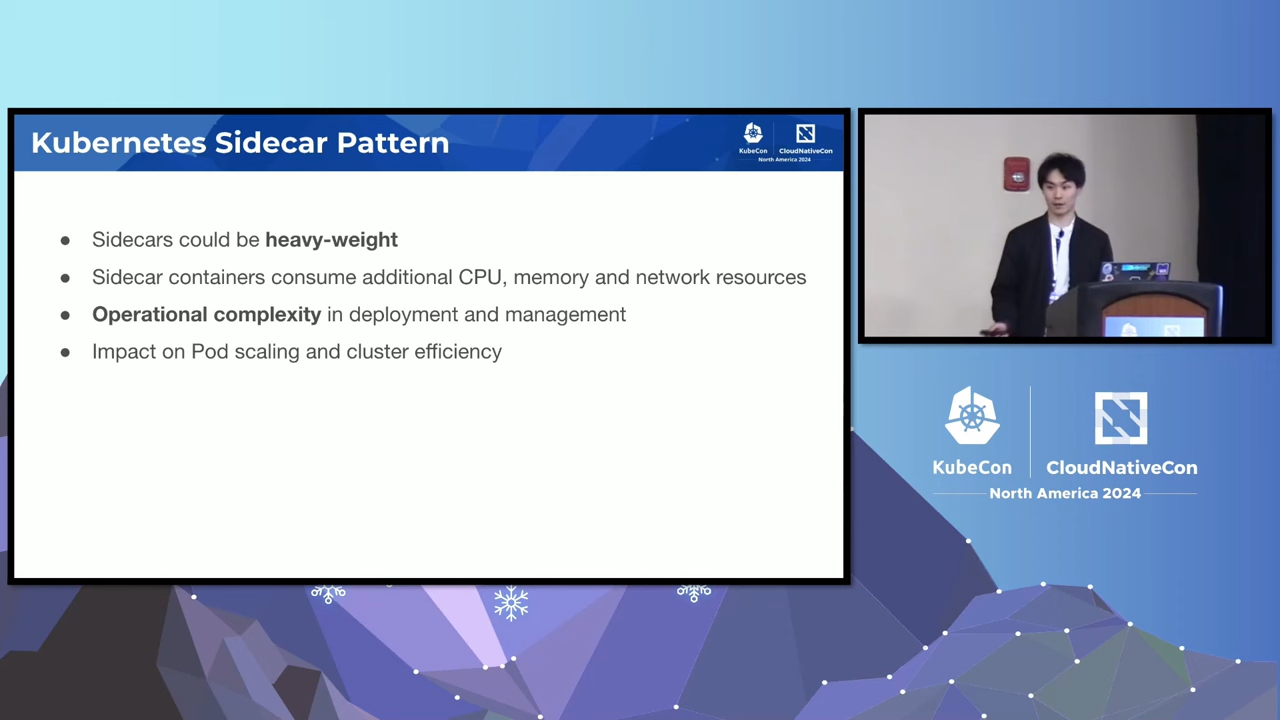 Kubernetes Sidecar Pattern
KubeCon
CloudNativeCon
North America 2024
● Sidecars could be heavy-weight
● Sidecar containers consume additional CPU, memory and network resources
● Operational complexity in deployment and management
● Impact on Pod scaling and cluster efficiency
KubeCon
CloudNativeCon
North America 2024